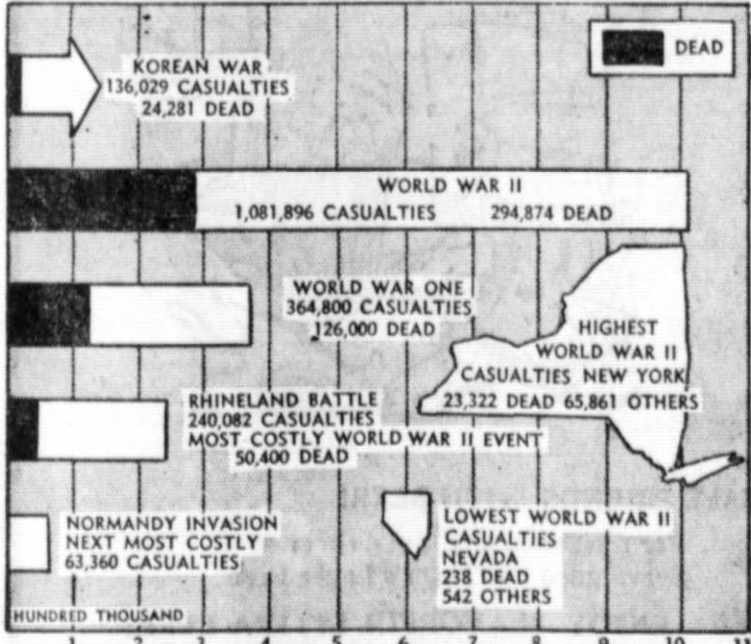 DEAD
KOREAN WAR
136,029 CASUALTIES
24,281 DEAD
WORLD WAR II
1,081,896 CASUALTIES 294,874 DEAD
WORLD WAR ONE
364,800 CASUALTIES
126,000 DEAD
HIGHEST
WORLD WAR II
CASUALTIES NEW YORK
23,322 DEAD 65,861 OTHERS
RHINELAND BATTLE
240,082 CASUALTIES
MOST COSTLY WORLD WAR II EVENT
50,400 DEAD
NORMANDY INVASION
NEXT MOST COSTLY
63,360 CASUALTIES
LOWEST WORLD WAR II
CASUALTIES
NEVADA
238 DEAD
542 OTHERS
HUNDRED THOUSAND
1 2 3 4 5 6 7 8 9 10